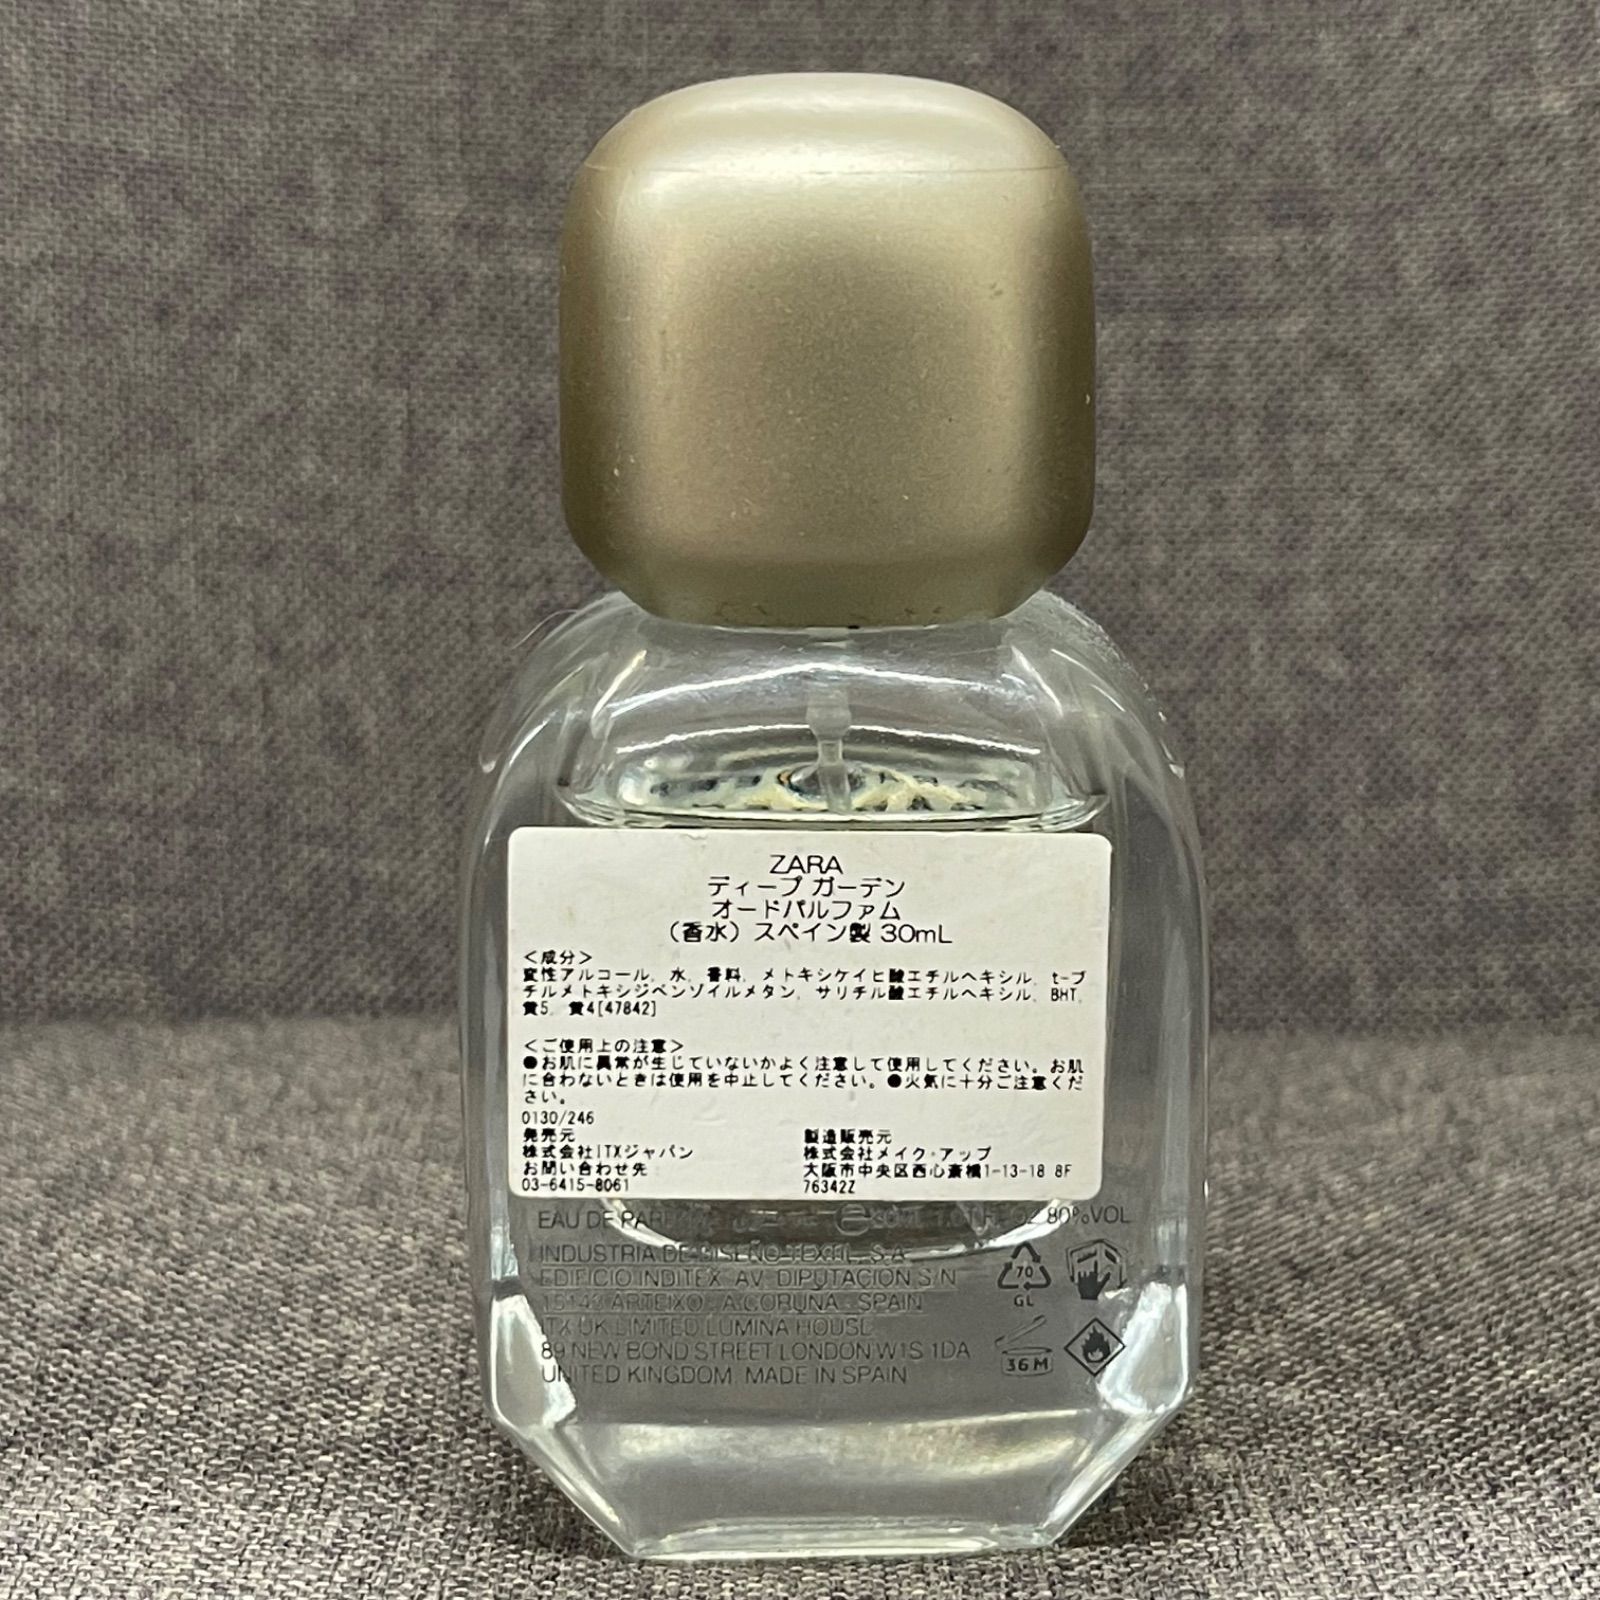 ZARA
ディープ ガーデン
オードパルファム
（香水）スペイン製 30mL
＜成分＞
変性アルコール, 水, 香料, メトキシケイヒ酸エチルヘキシル, t-ブ
チルメトキシジベンゾイルメタン, サリチル酸エチルヘキシル, BHT,
黄5, 黄4[47842]
＜ご使用上の注意＞
●お肌に異常が生じていないかよく注意して使用してください。お肌
に合わないときは使用を中止してください。●火気に十分ご注意くだ
さい。
0130/246
発売元
株式会社ITXジャパン
お問い合わせ先
03-6415-8061
製造販売元
株式会社メイク・アップ
大阪市中央区西心斎橋1-13-18 8F
76342Z
EAU DE 80%VOL
INDUSTRIA DE DISEÑO TEXTIL, S.A.
EDIFICIO INDITEX, AV. DIPUTACIÓN S/N
15143 ARTEIXO - A CORUÑA - SPAIN
ITX UK LIMITED LUMINA HOUSE
89 NEW BOND STREET LONDON W1S 1DA
UNITED KINGDOM. MADE IN SPAIN
70
GL
36M